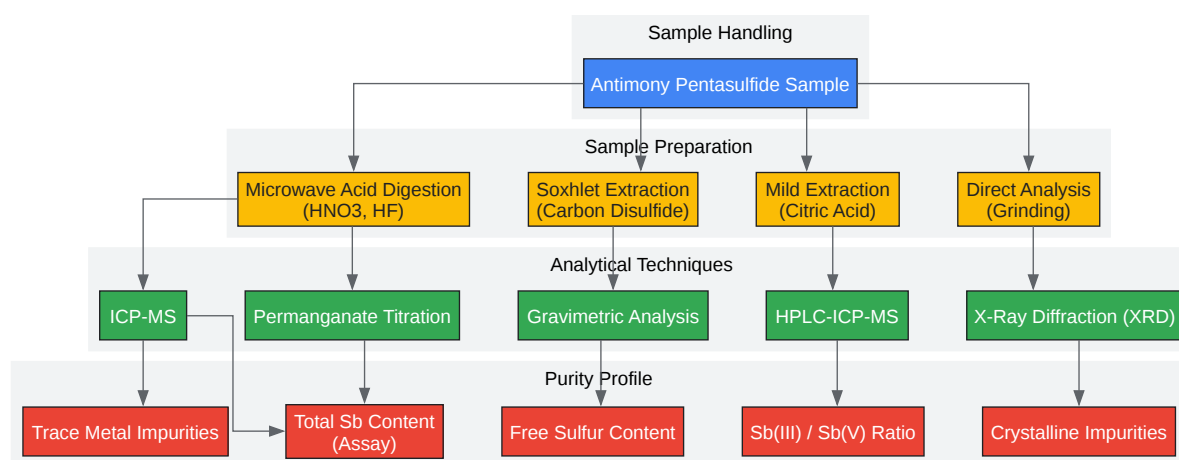 Sample Handling
Antimony Pentasulfide Sample
Sample Preparation
Microwave Acid Digestion
(HNO3, HF)
Soxhlet Extraction
(Carbon Disulfide)
Mild Extraction
(Citric Acid)
Direct Analysis
(Grinding)
Analytical Techniques
ICP-MS
Permanganate Titration
Gravimetric Analysis
HPLC-ICP-MS
X-Ray Diffraction (XRD)
Purity Profile
Trace Metal Impurities
Total Sb Content
(Assay)
Free Sulfur Content
Sb(III) / Sb(V) Ratio
Crystalline Impurities